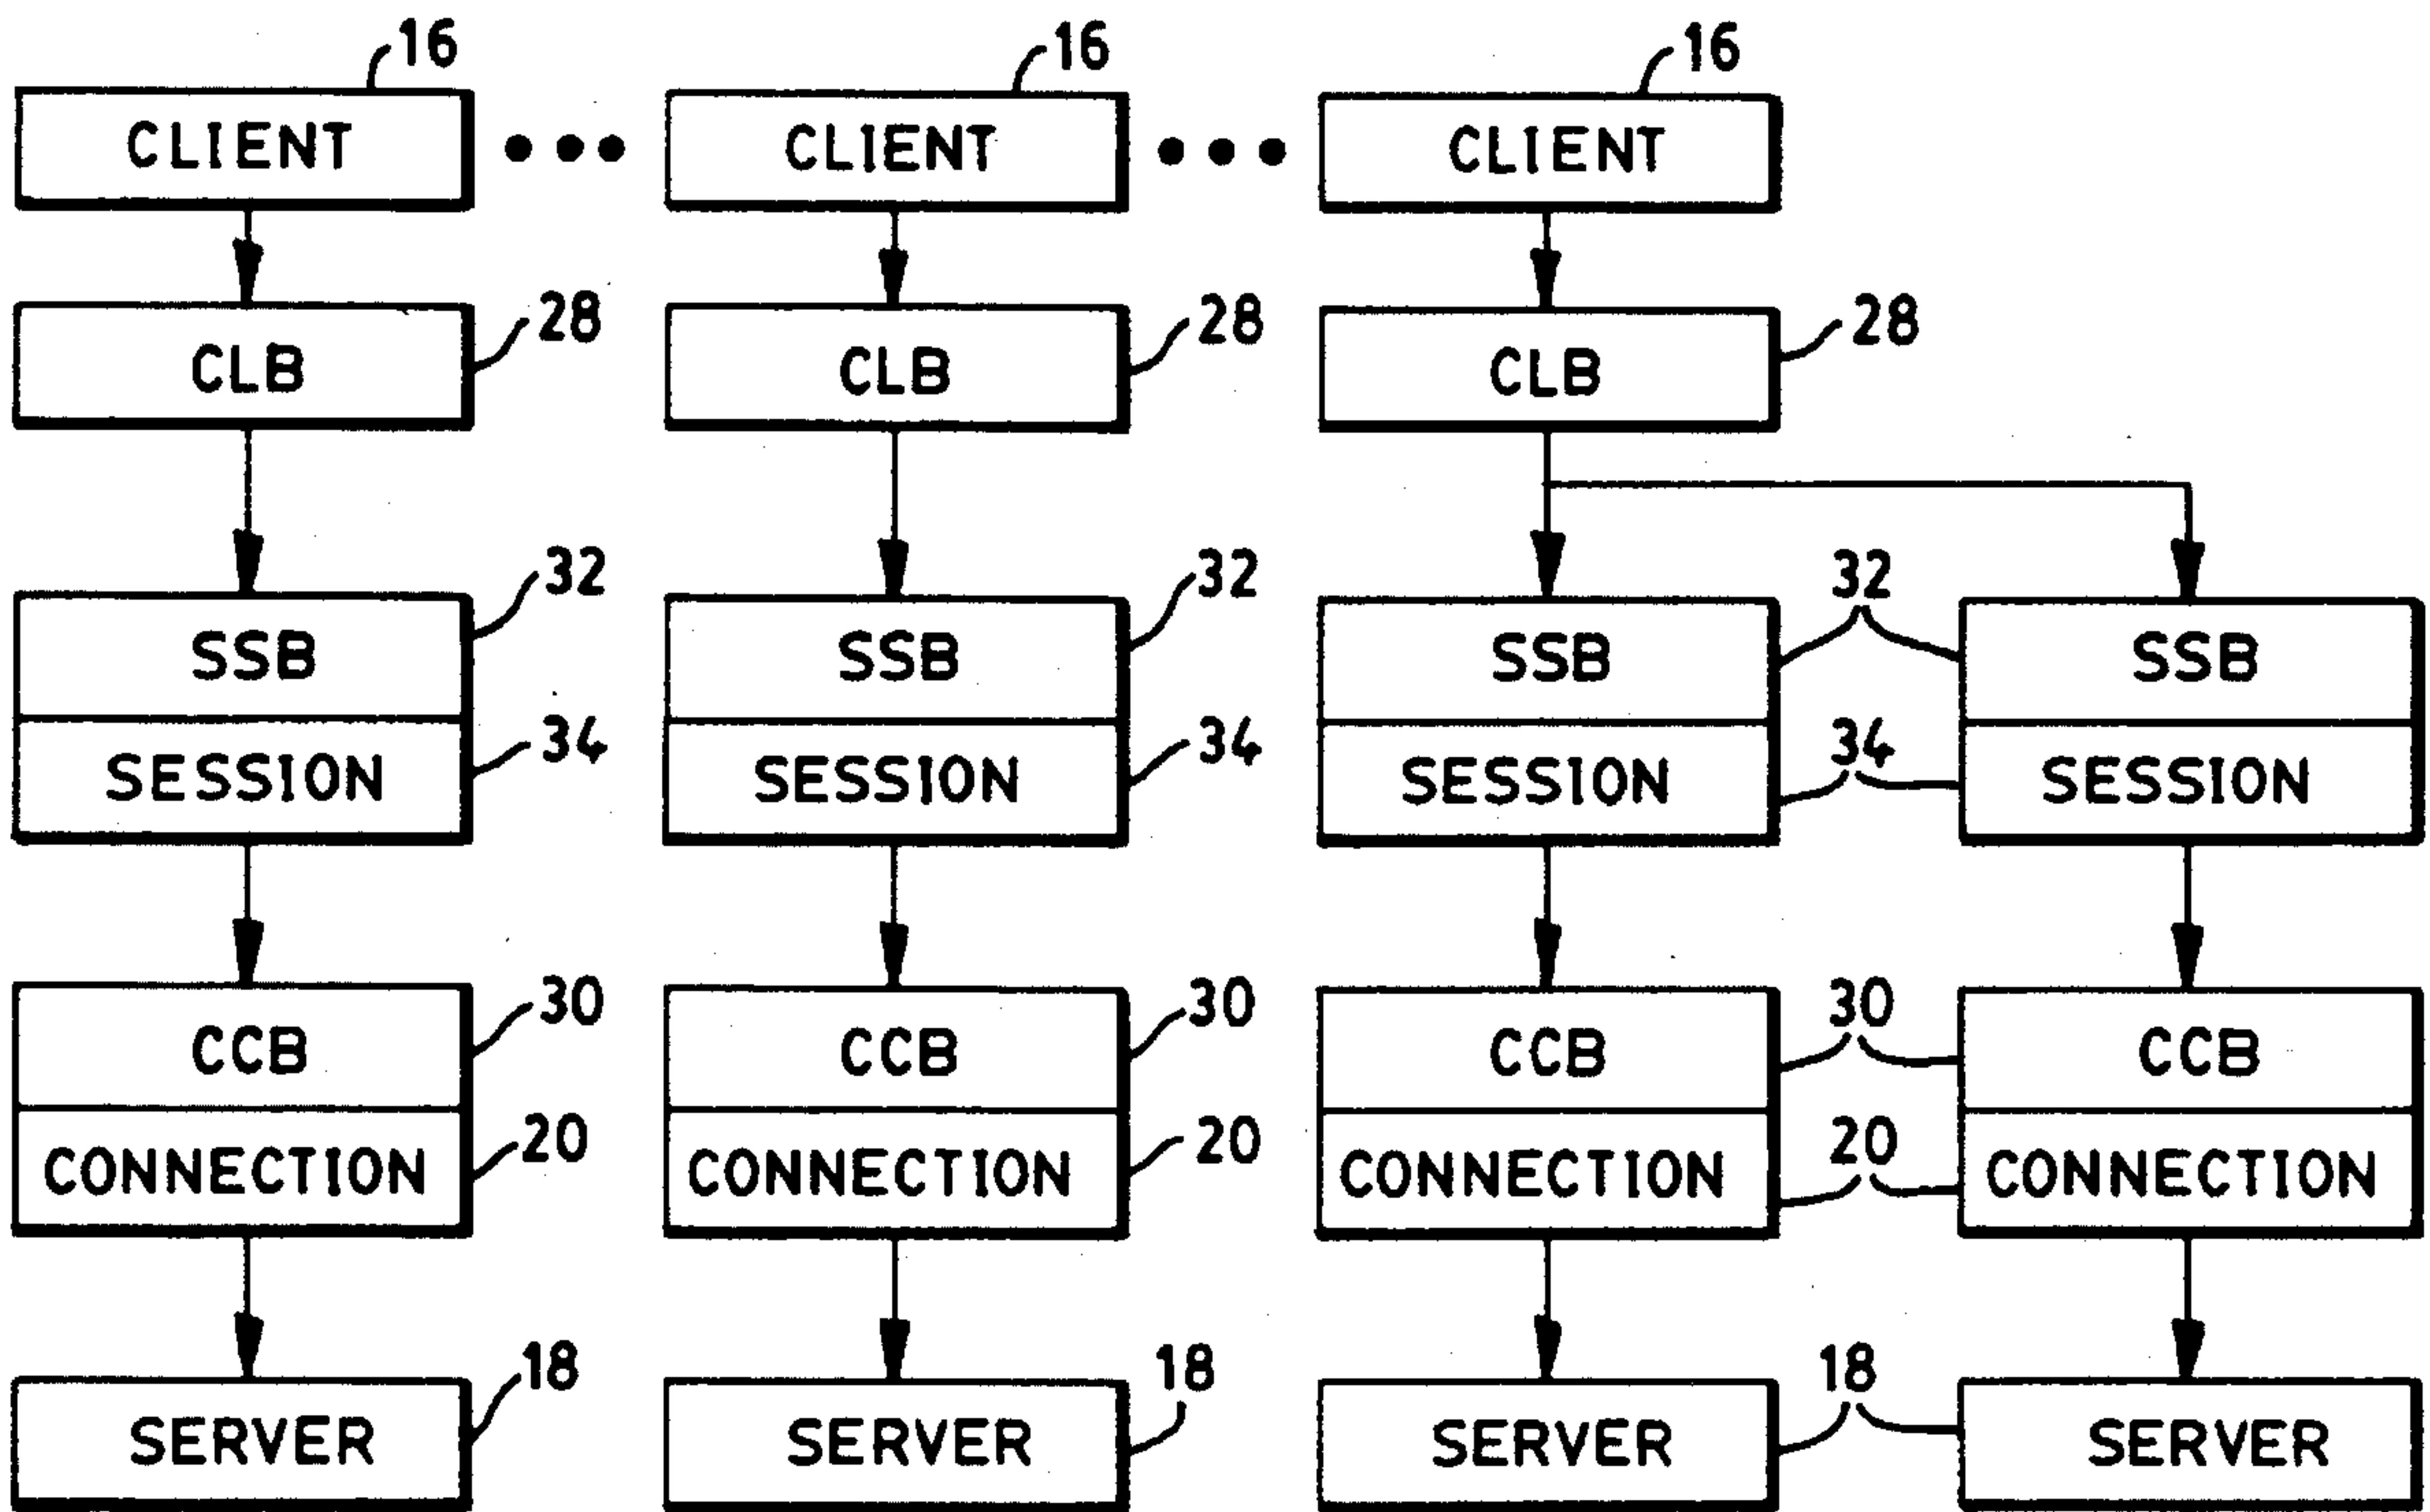 16 16 16
CLIENT CLIENT CLIENT
28 28 28
CLB CLB CLB
32 32 32
SSB SSB SSB SSB
34 34 34
SESSION SESSION SESSION SESSION
30 30 30
CCB CCB CCB CCB
20 20 20
CONNECTION CONNECTION CONNECTION CONNECTION
18 18 18
SERVER SERVER SERVER SERVER